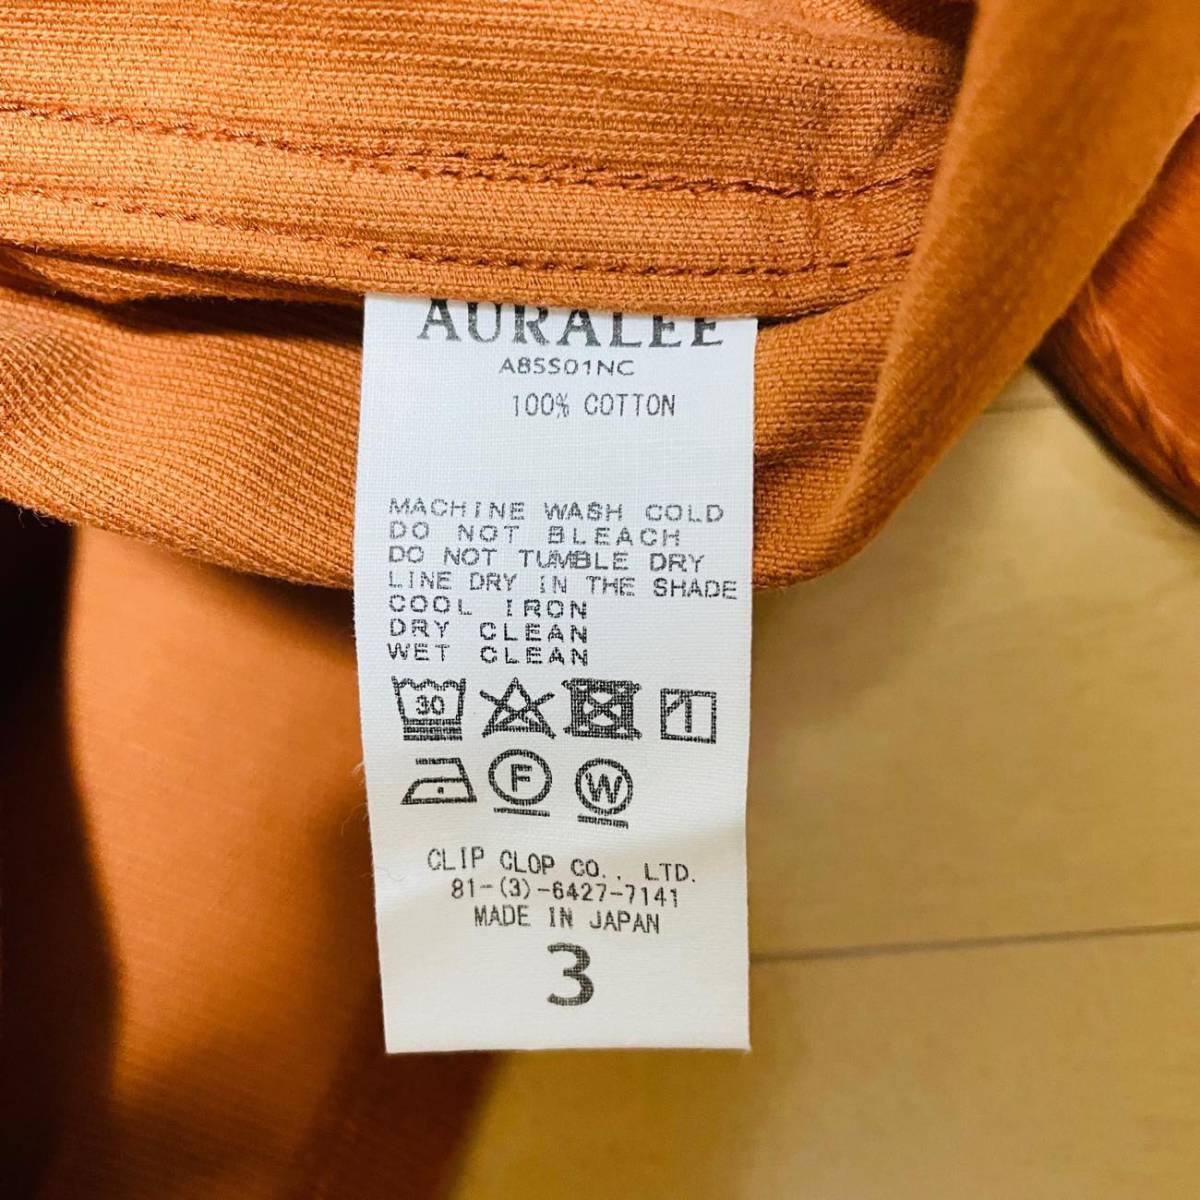 AURALEE
A85S01NC
100% COTTON
MACHINE WASH COLD
DO NOT BLEACH
DO NOT TUMBLE DRY
LINE DRY IN THE SHADE
COOL IRON
DRY CLEAN
WET CLEAN
30
F W
CLIP CLOP CO., LTD.
81-(3)-6427-7141
MADE IN JAPAN
3